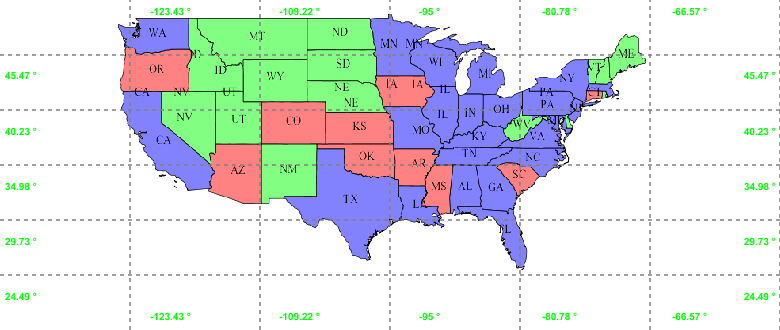 -123.43 ° -109.22 ° -95 ° -80.78 ° -66.57 °
WA MT ND ME
MN MN
OR ID SD WI MI VT
45.47 ° 45.47 °
ID WY NY
CA NV UT NE IA IA IL PA
NE PA
NV UT CO IL IN OH
40.23 ° KS MO WV VA 40.23 °
CA KY
OK TN NC
AZ NM AR SC
34.98 ° MS AL GA 34.98 °
TX
29.73 ° 29.73 °
24.49 ° 24.49 °
-123.43 ° -109.22 ° -95 ° -80.78 ° -66.57 °